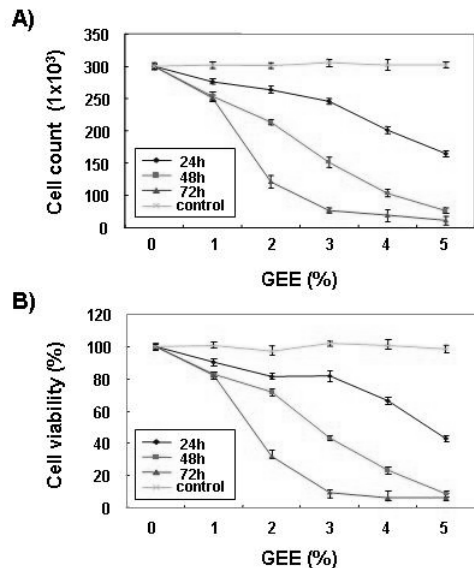 A)
Cell count (1x10³)
350
300
250
200
150
100
50
0
24h
48h
72h
control
0 1 2 3 4 5
GEE (%)
B)
Cell viability (%)
120
100
80
60
40
20
0
24h
48h
72h
control
0 1 2 3 4 5
GEE (%)